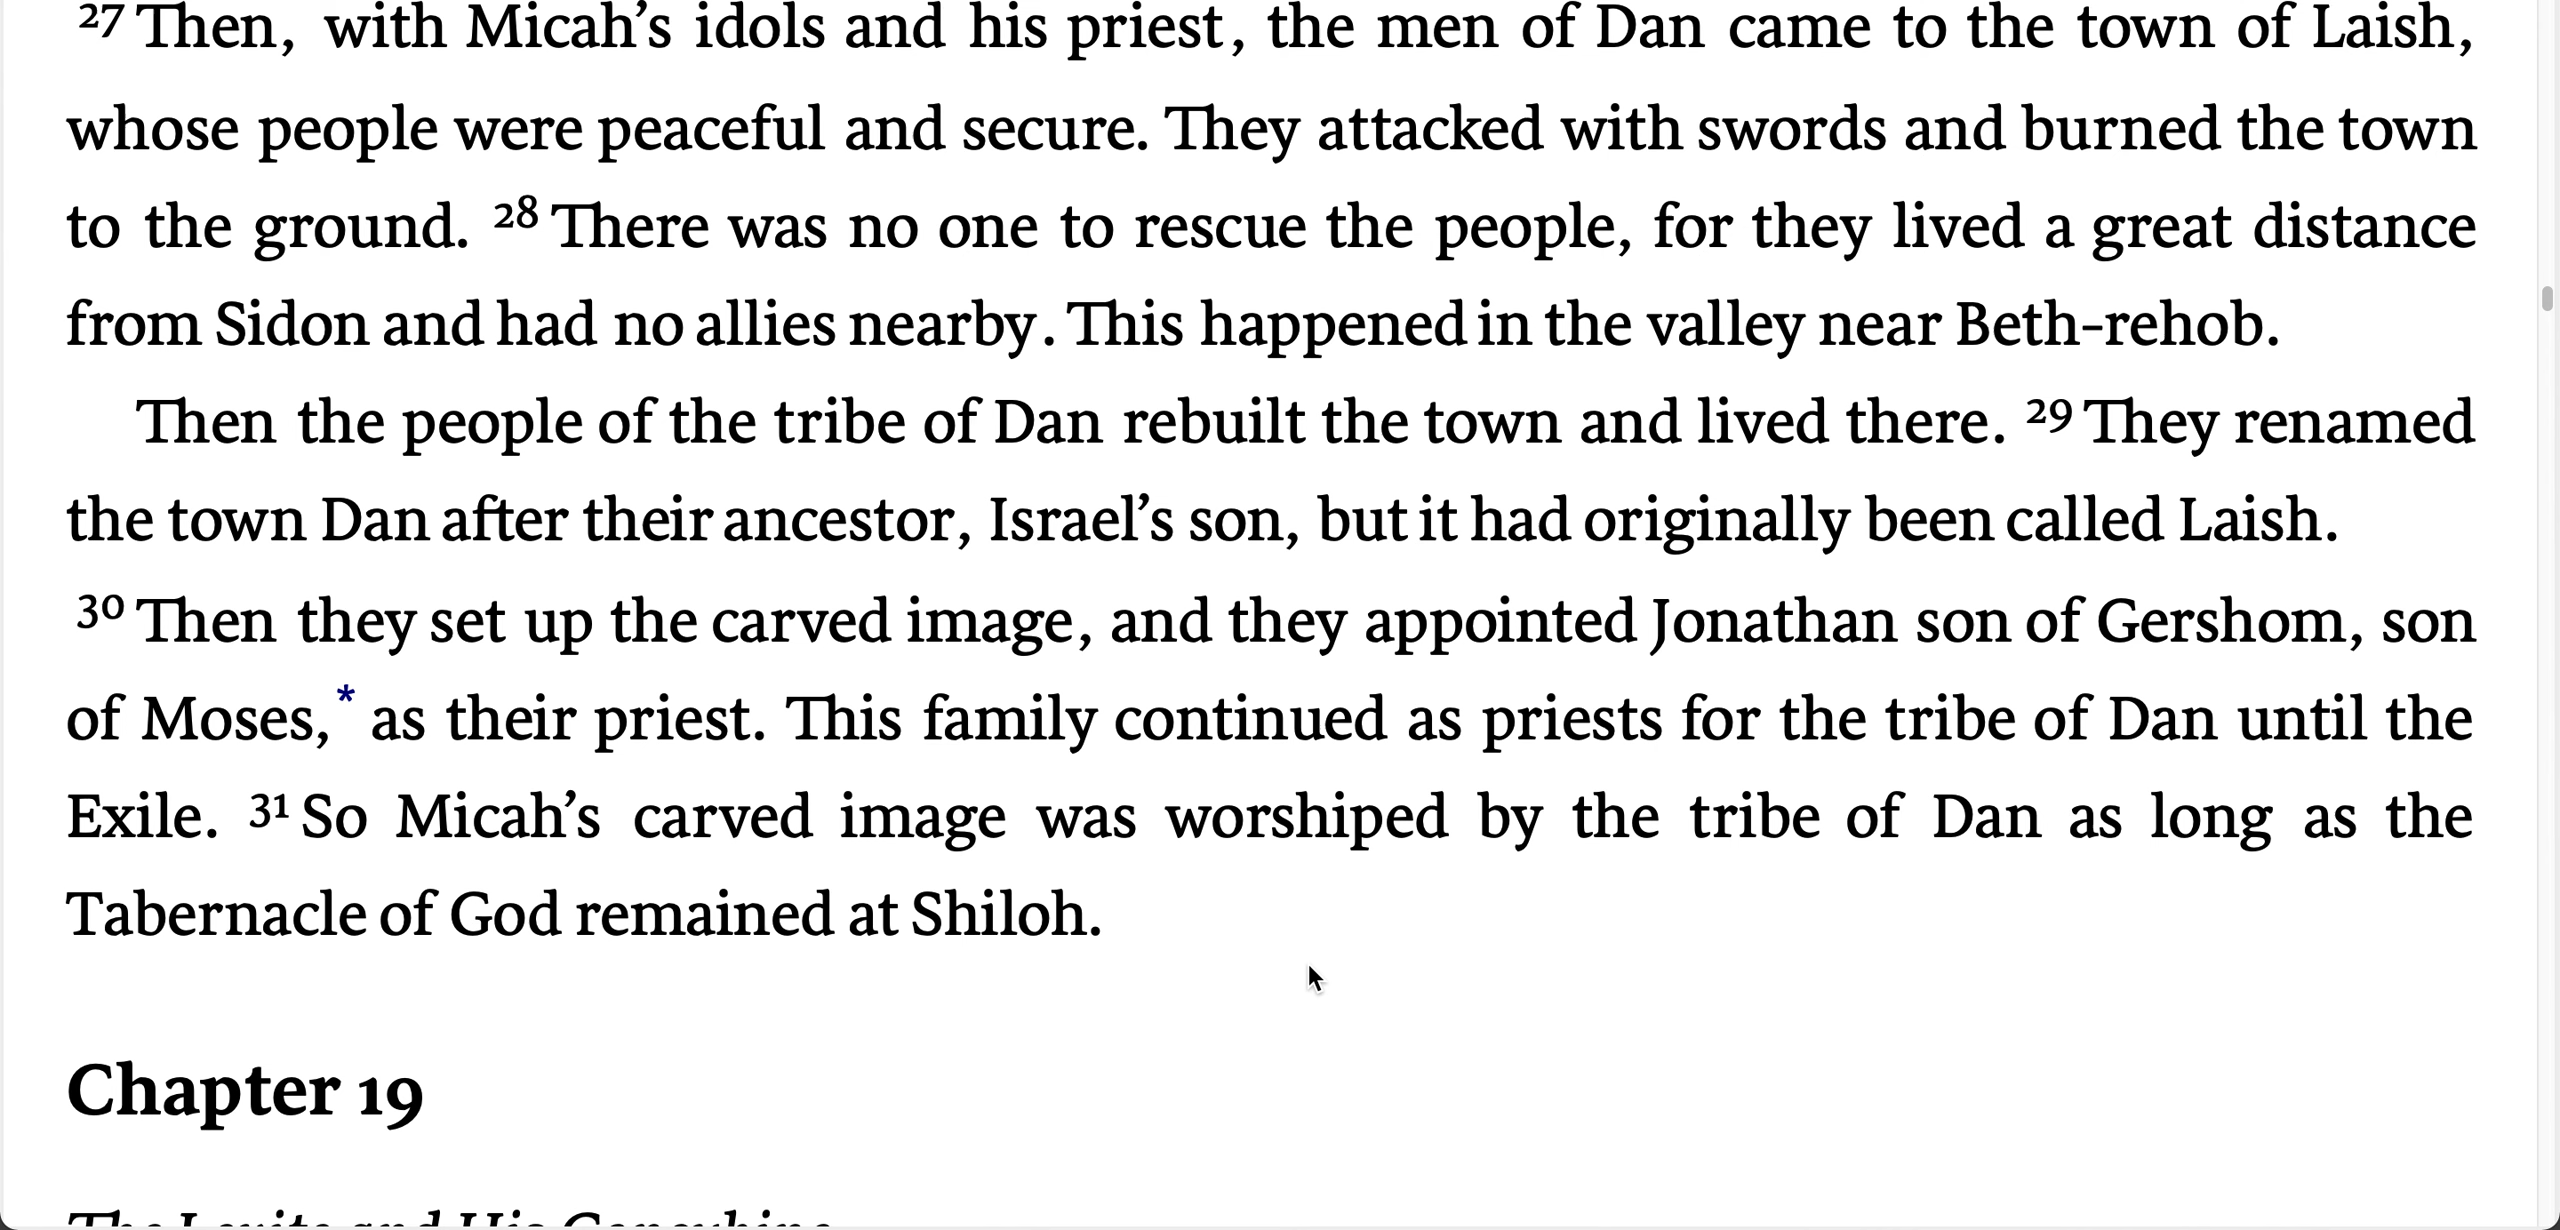 27 Then, with Micah’s idols and his priest, the men of Dan came to the town of Laish,
whose people were peaceful and secure. They attacked with swords and burned the town
to the ground. 28 There was no one to rescue the people, for they lived a great distance
from Sidon and had no allies nearby. This happened in the valley near Beth-rehob.
Then the people of the tribe of Dan rebuilt the town and lived there. 29 They renamed
the town Dan after their ancestor, Israel’s son, but it had originally been called Laish.
30 Then they set up the carved image, and they appointed Jonathan son of Gershom, son
of Moses,* as their priest. This family continued as priests for the tribe of Dan until the
Exile. 31 So Micah’s carved image was worshiped by the tribe of Dan as long as the
Tabernacle of God remained at Shiloh.
Chapter 19
The Levite and His Concubine